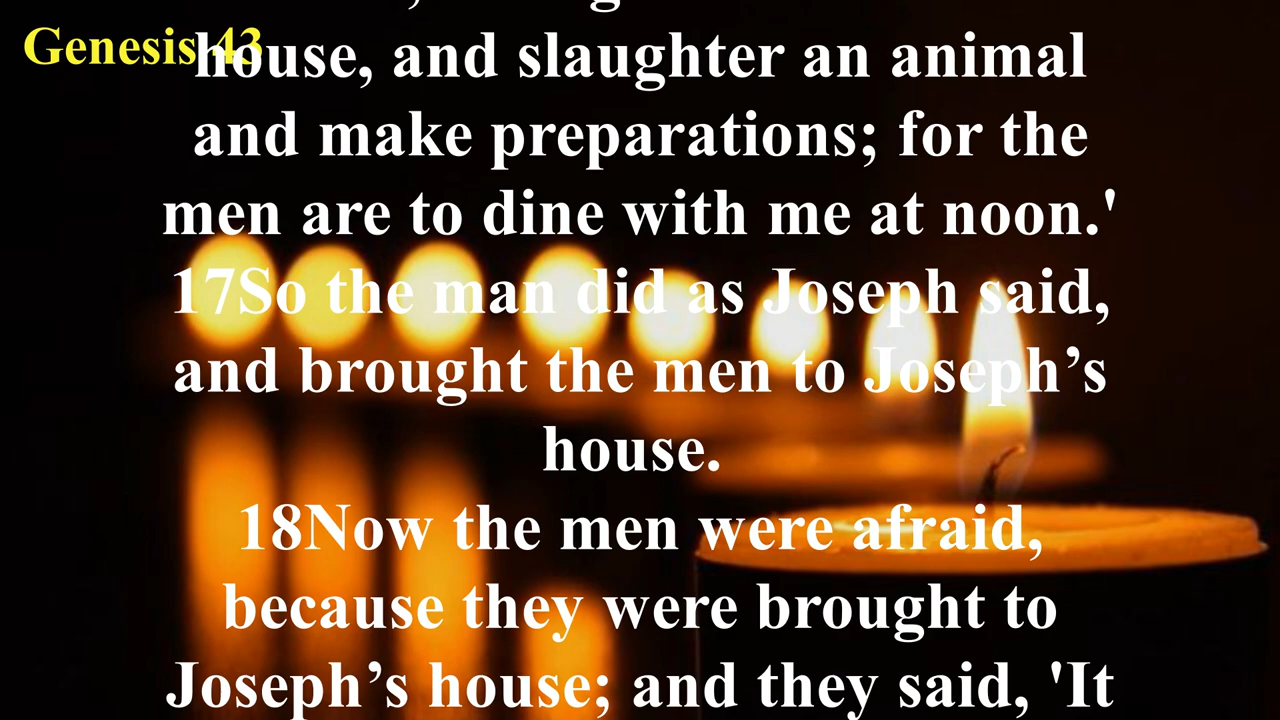 Genesis 43
house, and slaughter an animal
and make preparations; for the
men are to dine with me at noon.'
17So the man did as Joseph said,
and brought the men to Joseph’s
house.
18Now the men were afraid,
because they were brought to
Joseph’s house; and they said, 'It